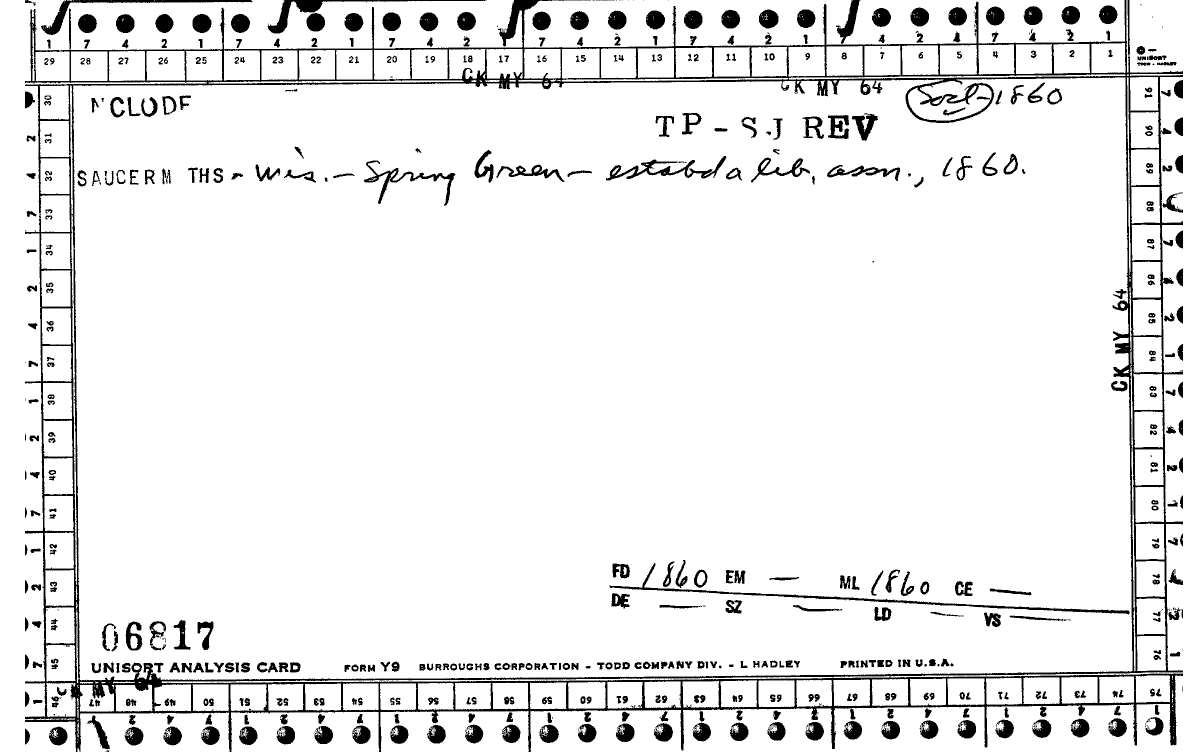 1 7 4 2 1 7 4 2 1 7 4 2 1 7 4 2 1 7 4 2 1 7 4 2 4 7 4 2 1
29 28 27 26 25 24 23 22 21 20 19 18 17 16 15 14 13 12 11 10 9 8 7 6 5 4 3 2 1
UNISORT
TODD - HADLEY
CK MY 64 CK MY 64
NCLUDE 1860
TP - SJ REV
SAUCERM THS - Wis. - Spring Green - estabd a lib. assn., 1860.
30 31 32 33 34 35 36 37 38 39 40 41 42 43 44 45
91 90 89 88 87 86 85 84 83 82 81 80 79 78 77 76
CK MY 64
FD 1860 EM — ML 1860 CE —
DE — SZ — LD — VS —
06817
UNISORT ANALYSIS CARD FORM Y9 BURROUGHS CORPORATION - TODD COMPANY DIV. - L HADLEY PRINTED IN U.S.A.
CK MY 64
46 47 48 49 50 51 52 53 54 55 56 57 58 59 60 61 62 63 64 65 66 67 68 69 70 71 72 73 74 75